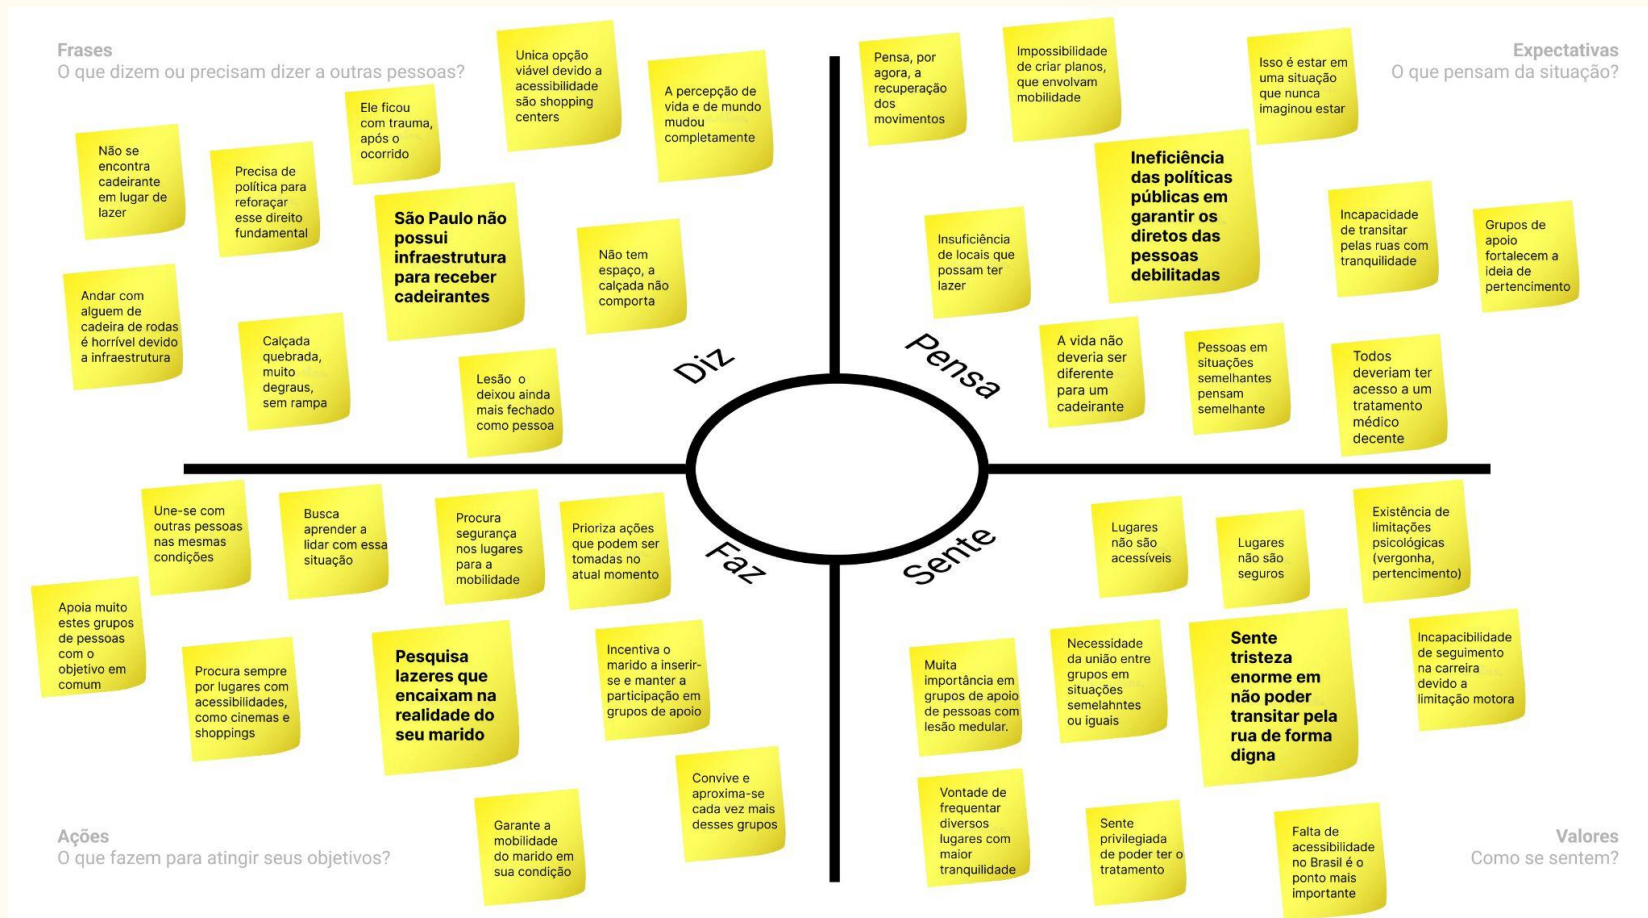 Frases
O que dizem ou precisam dizer a outras pessoas?
Não se
encontra
cadeirante
em lugar de
lazer
Precisa de
política para
reforaçar
esse direito
fundamental
Ele ficou
com trauma,
após o
ocorrido
Unica opção
viável devido a
acessibilidade
são shopping
centers
A percepção de
vida e de mundo
mudou
completamente
São Paulo não
possui
infraestrutura
para receber
cadeirantes
Não tem
espaço, a
calçada não
comporta
Andar com
alguem de
cadeira de rodas
é horrível devido
a infraestrutura
Calçada
quebrada,
muito
degraus,
sem rampa
Lesão o
deixou ainda
mais fechado
como pessoa
Diz
Expectativas
O que pensam da situação?
Pensa, por
agora, a
recuperação
dos
movimentos
Impossibilidade
de criar planos,
que envolvam
mobilidade
Isso é estar em
uma situação
que nunca
imaginou estar
Ineficiência
das políticas
públicas em
garantir os
diretos das
pessoas
debilitadas
Insuficiência
de locais que
possam ter
lazer
Incapacidade
de transitar
pelas ruas com
tranquilidade
Grupos de
apoio
fortalecem a
ideia de
pertencimento
A vida não
deveria ser
diferente
para um
cadeirante
Pessoas em
situações
semelhantes
pensam
semelhante
Todos
deveriam ter
acesso a um
tratamento
médico
decente
Pensa
Une-se com
outras pessoas
nas mesmas
condições
Busca
aprender a
lidar com essa
situação
Procura
segurança
nos lugares
para a
mobilidade
Prioriza ações
que podem ser
tomadas no
atual momento
Faz
Apoia muito
estes grupos
de pessoas
com o
objetivo em
comum
Procura sempre
por lugares com
acessibilidades,
como cinemas e
shoppings
Pesquisa
lazeres que
encaixam na
realidade do
seu marido
Incentiva o
marido a inserir-
se e manter a
participação em
grupos de apoio
Convive e
aproxima-se
cada vez mais
desses grupos
Garante a
mobilidade
do marido em
sua condição
Ações
O que fazem para atingir seus objetivos?
Sente
Lugares
não são
acessíveis
Lugares
não são
seguros
Existência de
limitações
psicológicas
(vergonha,
pertencimento)
Muita
importância em
grupos de apoio
de pessoas com
lesão medular.
Necessidade
da união entre
grupos em
situações
semelahntes
ou iguais
Sente
tristeza
enorme em
não poder
transitar pela
rua de forma
digna
Incapacibilidade
de seguimento
na carreira
devido a
limitação motora
Vontade de
frequentar
diversos
lugares com
maior
tranquilidade
Sente
privilegiada
de poder ter o
tratamento
Falta de
acessibilidade
no Brasil é o
ponto mais
importante
Valores
Como se sentem?